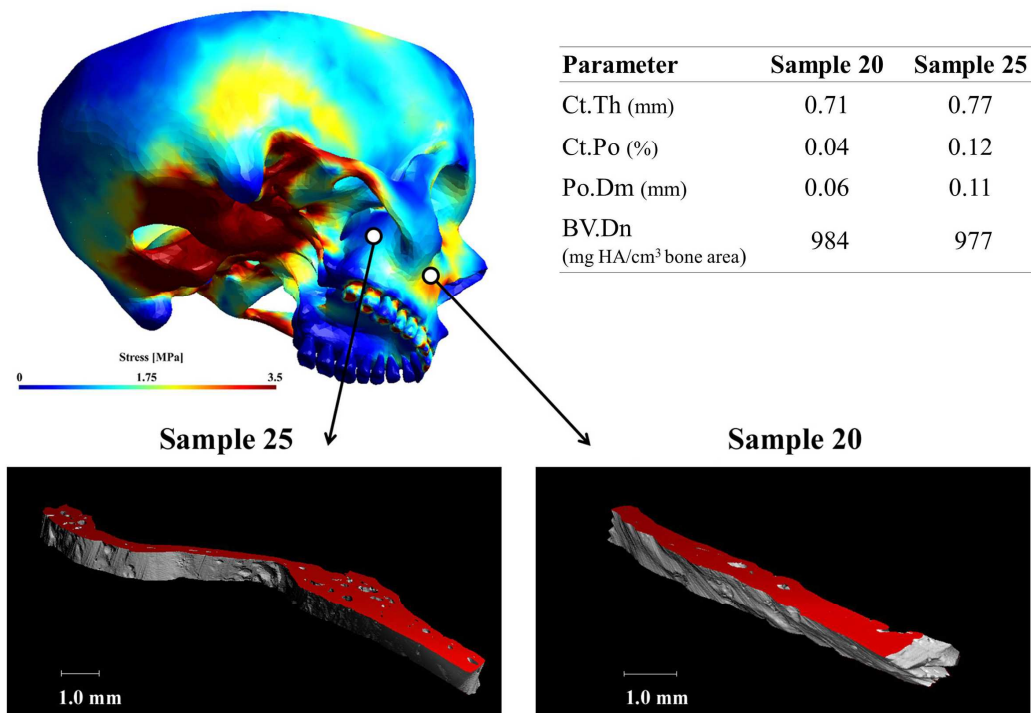 Parameter Sample 20 Sample 25
Ct.Th (mm) 0.71 0.77
Ct.Po (%) 0.04 0.12
Po.Dm (mm) 0.06 0.11
BV.Dn
(mg HA/cm³ bone area) 984 977
Stress [MPa]
0 1.75 3.5
Sample 25 Sample 20
1.0 mm 1.0 mm